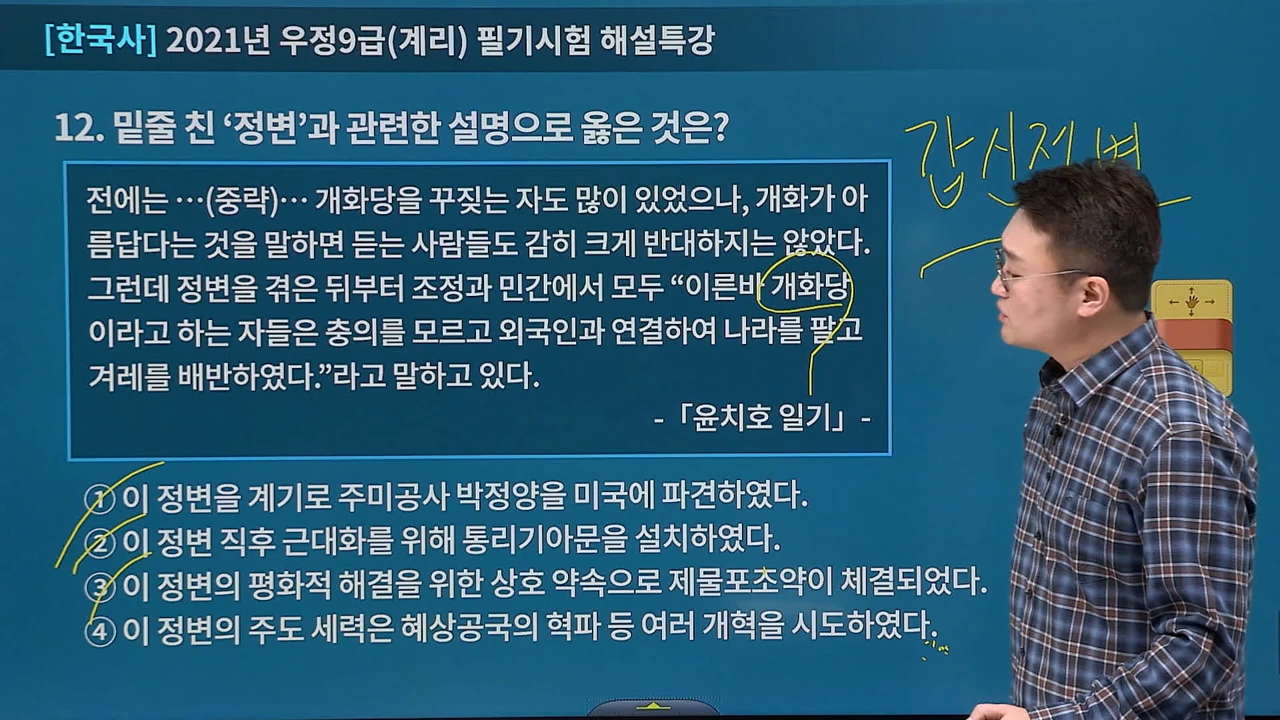 [한국사] 2021년 우정9급(계리) 필기시험 해설특강
12. 밑줄 친 ‘정변’과 관련한 설명으로 옳은 것은?
갑신정변
전에는 …(중략)… 개화당을 꾸짖는 자도 많이 있었으나, 개화가 아
름답다는 것을 말하면 듣는 사람들도 감히 크게 반대하지는 않았다.
그런데 정변을 겪은 뒤부터 조정과 민간에서 모두 “이른바 개화당
이라고 하는 자들은 충의를 모르고 외국인과 연결하여 나라를 팔고
겨레를 배반하였다.”라고 말하고 있다.
-「윤치호 일기」-
① 이 정변을 계기로 주미공사 박정양을 미국에 파견하였다.
② 이 정변 직후 근대화를 위해 통리기아문을 설치하였다.
③ 이 정변의 평화적 해결을 위한 상호 약속으로 제물포조약이 체결되었다.
④ 이 정변의 주도 세력은 혜상공국의 혁파 등 여러 개혁을 시도하였다.